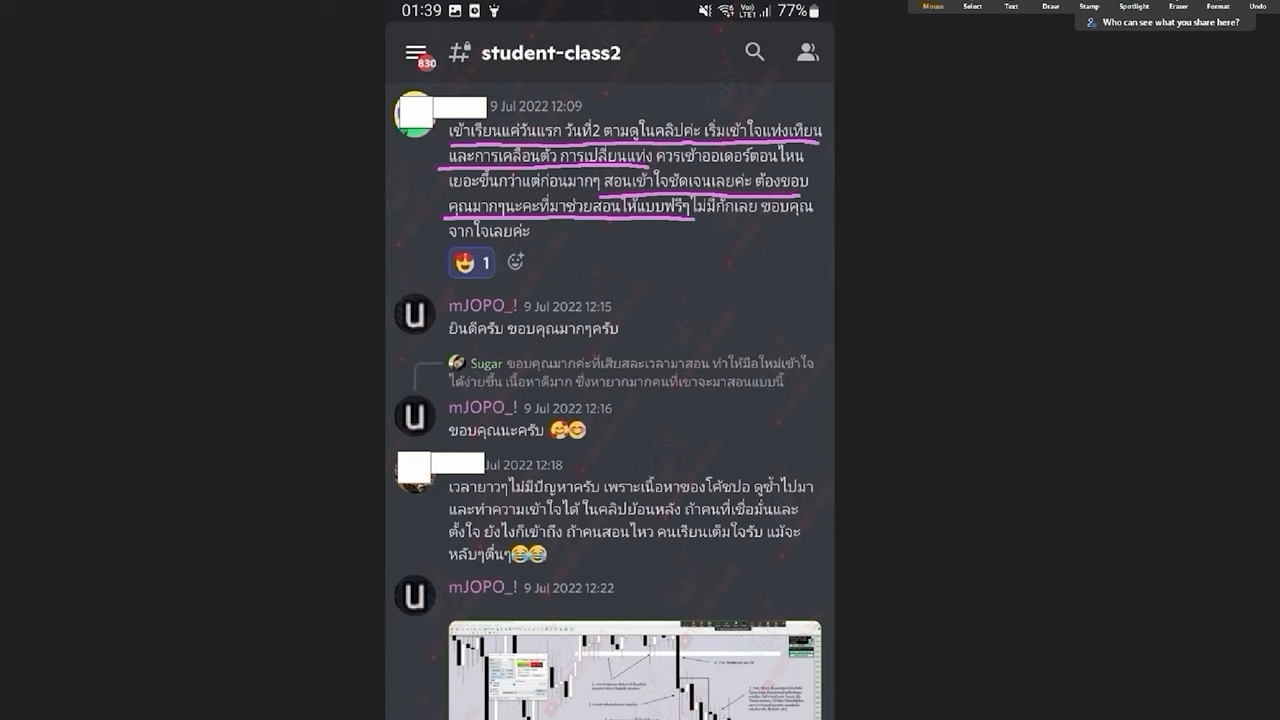 01:39
Vo))
LTE1
77%
Mouse
Select
Text
Draw
Stamp
Spotlight
Eraser
Format
Undo
Who can see what you share here?
830
student-class2
9 Jul 2022 12:09
เข้าเรียนแค่วันแรก วันที่2 ตามดูในคลิปค่ะ เริ่มเข้าใจแท่งเทียน
และการเคลื่อนตัว การเปลี่ยนแท่ง ควรเข้าออเดอร์ตอนไหน
เยอะขึ้นกว่าแต่ก่อนมากๆ สอนเข้าใจชัดเจนเลยค่ะ ต้องขอบ
คุณมากๆนะคะที่มาช่วยสอนให้แบบฟรีๆ ไม่มีกั๊กเลย ขอบคุณ
จากใจเลยค่ะ
1
mJOPO_! 9 Jul 2022 12:15
ยินดีครับ ขอบคุณมากๆครับ
Sugar ขอบคุณมากค่ะที่เสียสละเวลามาสอน ทำให้มือใหม่เข้าใจ
ได้ง่ายขึ้น เนื้อหาดีมาก ซึ่งหายากมากคนที่เขาจะมาสอนแบบนี้
mJOPO_! 9 Jul 2022 12:16
ขอบคุณนะครับ
Jul 2022 12:18
เวลายาวๆไม่มีปัญหาครับ เพราะเนื้อหาของโค้ชปอ ดูซ้ำไปมา
และทำความเข้าใจได้ ในคลิปย้อนหลัง ถ้าคนที่เชื่อมั่นและ
ตั้งใจ ยังไงก็เข้าถึง ถ้าคนสอนไหว คนเรียนเต็มใจรับ แม้จะ
หลับๆตื่นๆ
mJOPO_! 9 Jul 2022 12:22